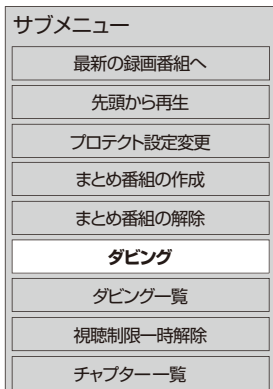 サブメニュー
最新の録画番組へ
先頭から再生
プロテクト設定変更
まとめ番組の作成
まとめ番組の解除
ダビング
ダビング一覧
視聴制限一時解除
チャプター一覧